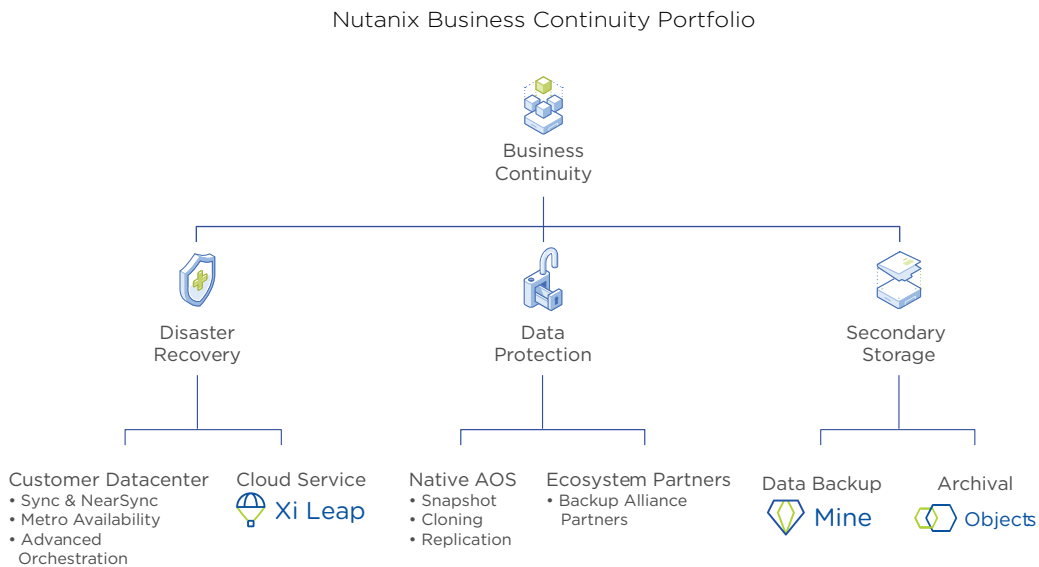 Nutanix Business Continuity Portfolio
Business
Continuity
Disaster
Recovery
Data
Protection
Secondary
Storage
Customer Datacenter
• Sync & NearSync
• Metro Availability
• Advanced
Orchestration
Cloud Service
Xi Leap
Native AOS
• Snapshot
• Cloning
• Replication
Ecosystem Partners
• Backup Alliance
Partners
Data Backup
Mine
Archival
Objects